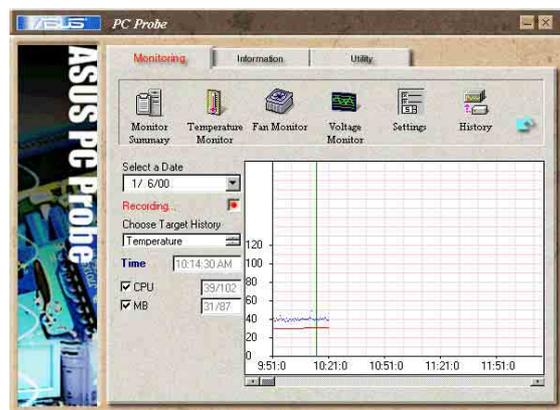 ASUS PC Probe
ASUS PC Probe
Monitoring Information Utility
Monitor Summary
Temperature Monitor
Fan Monitor
Voltage Monitor
Settings
History
Select a Date
1/ 6/00
Recording...
Choose Target History
Temperature
Time 10:14:30 AM
CPU 39/102
MB 31/87
120
100
80
60
40
20
0
9:51:0 10:21:0 10:51:0 11:21:0 11:51:0